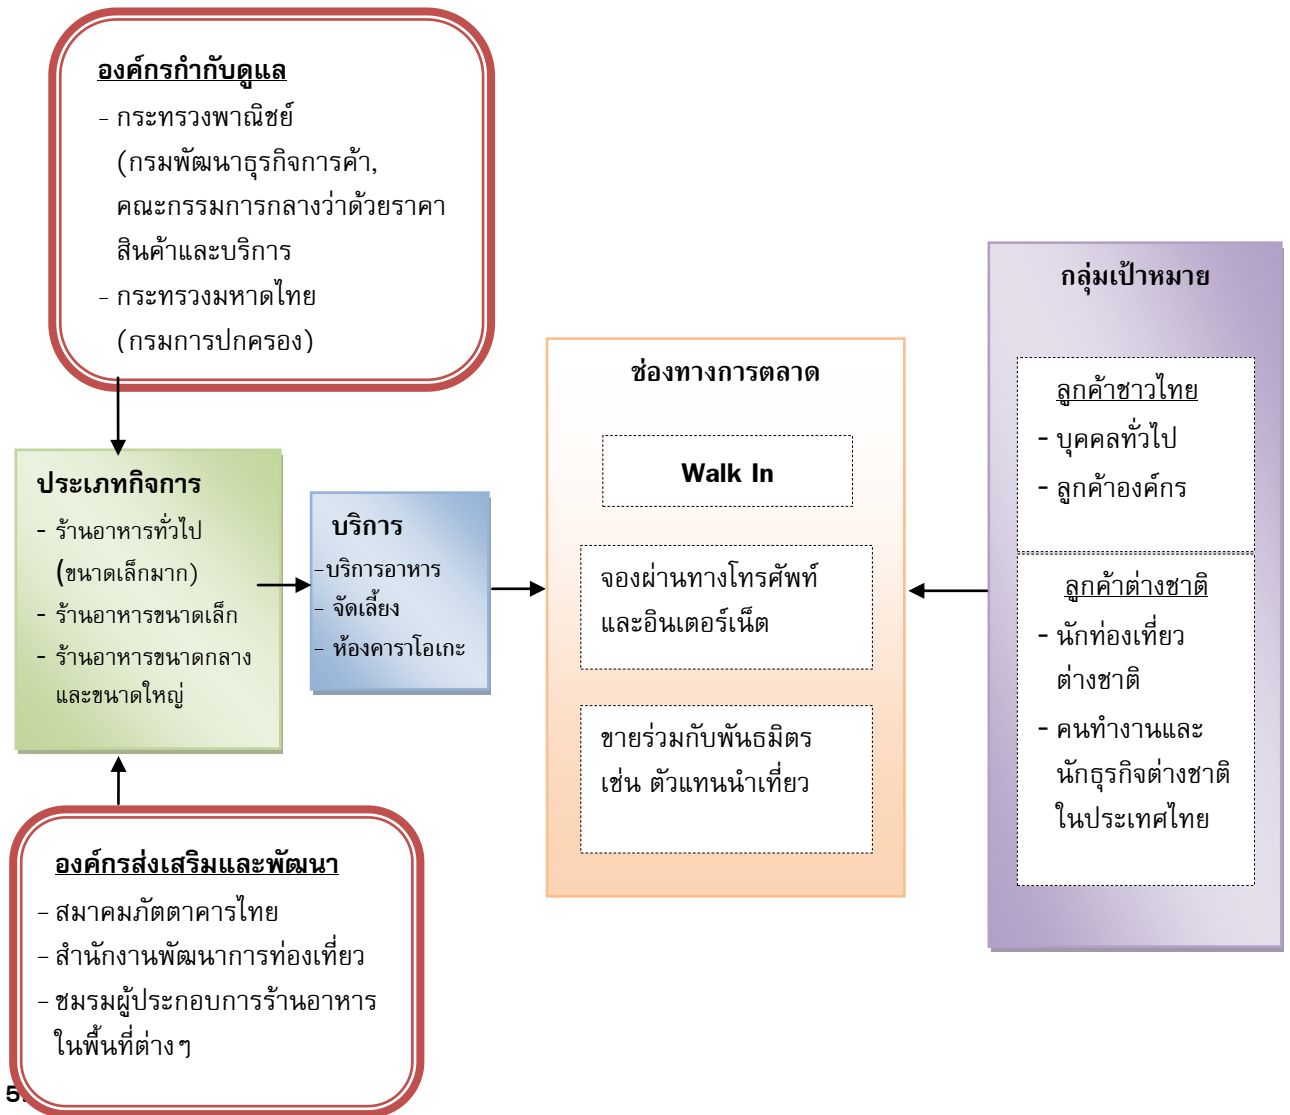 องค์กรกำกับดูแล
- กระทรวงพาณิชย์
(กรมพัฒนาธุรกิจการค้า,
คณะกรรมการกลางว่าด้วยราคา
สินค้าและบริการ
- กระทรวงมหาดไทย
(กรมการปกครอง)
ประเภทกิจการ
- ร้านอาหารทั่วไป
(ขนาดเล็กมาก)
- ร้านอาหารขนาดเล็ก
- ร้านอาหารขนาดกลาง
และขนาดใหญ่
บริการ
-บริการอาหาร
- จัดเลี้ยง
- ห้องคาราโอเกะ
ช่องทางการตลาด
Walk In
จองผ่านทางโทรศัพท์
และอินเตอร์เน็ต
ขายร่วมกับพันธมิตร
เช่น ตัวแทนนำเที่ยว
กลุ่มเป้าหมาย
ลูกค้าชาวไทย
- บุคคลทั่วไป
- ลูกค้าองค์กร
ลูกค้าต่างชาติ
- นักท่องเที่ยว
ต่างชาติ
- คนทำงานและ
นักธุรกิจต่างชาติ
ในประเทศไทย
องค์กรส่งเสริมและพัฒนา
- สมาคมภัตตาคารไทย
- สำนักงานพัฒนาการท่องเที่ยว
- ชมรมผู้ประกอบการร้านอาหาร
ในพื้นที่ต่างๆ
5.